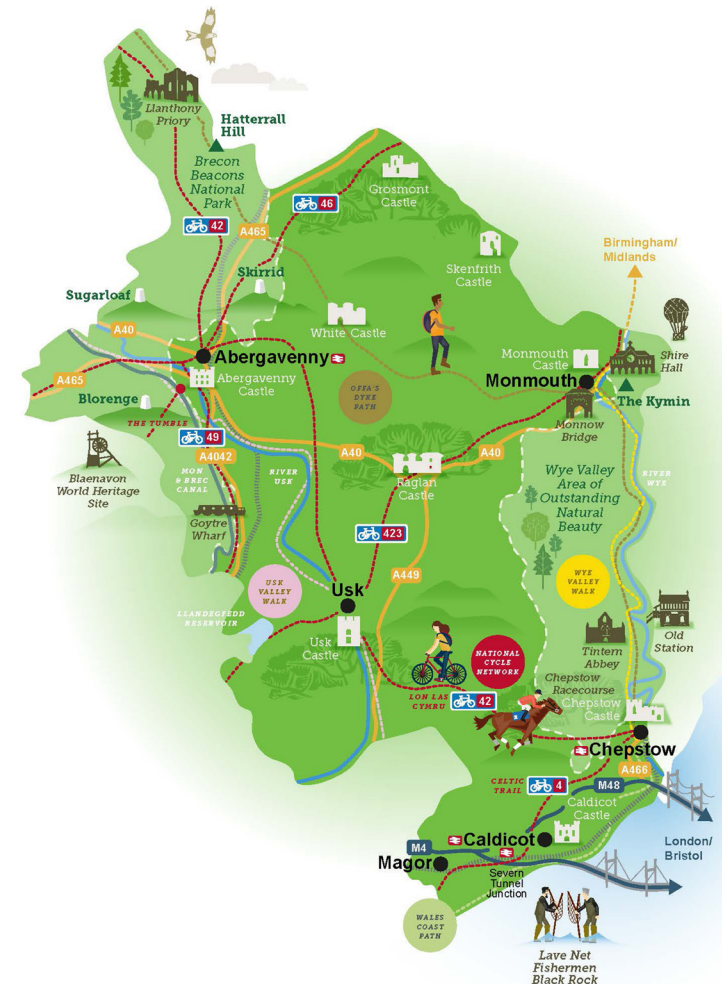 Llanthony
Priory
Hatterrall
Hill
Brecon
Beacons
National
Park
42
46
A465
Grosmont
Castle
Skenfrith
Castle
Birmingham/
Midlands
Skirrid
Sugarloaf
A40
White Castle
Abergavenny
Abergavenny
Castle
A465
Blorenge
THE TUMBLE
49
A4042
Blaenavon
World Heritage
Site
MON
& BREC
CANAL
RIVER
USK
Goytre
Wharf
OFFA'S
DYKE
PATH
Monmouth
Castle
Monmouth
Shire
Hall
The Kymin
Monnow
Bridge
A40
A40
Raglan
Castle
Wye Valley
Area of
Outstanding
Natural
Beauty
RIVER
WYE
423
A449
USK
VALLEY
WALK
WYE
VALLEY
WALK
Usk
LLANDEGFEDD
RESERVOIR
Usk
Castle
NATIONAL
CYCLE
NETWORK
LON LAS
CYMRU
42
Tintern
Abbey
Old
Station
Chepstow
Racecourse
Chepstow
Castle
Chepstow
A466
CELTIC
TRAIL
4
M48
Caldicot
Castle
London/
Bristol
M4
Caldicot
Magor
Severn
Tunnel
Junction
WALES
COAST
PATH
Lave Net
Fishermen
Black Rock